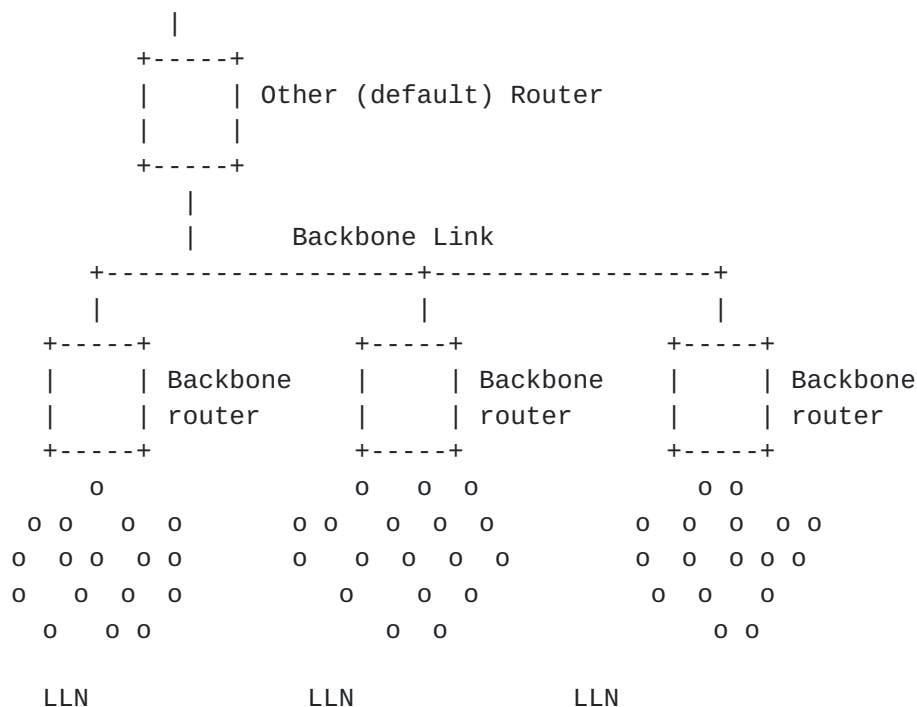 Other (default) Router
Backbone Link
Backbone Backbone Backbone
router router router
o o o o o o
o o o o o o o o o o o o o o
o o o o o o o o o o o o o o o
o o o o o o o o o o
o o o o o o o
LLN LLN LLN